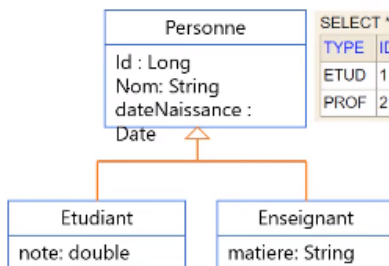 Personne
Id : Long
Nom: String
dateNaissance :
Date
SELECT
TYPE
ETUD 1
PROF 2
Etudiant
note: double
Enseignant
matiere: String